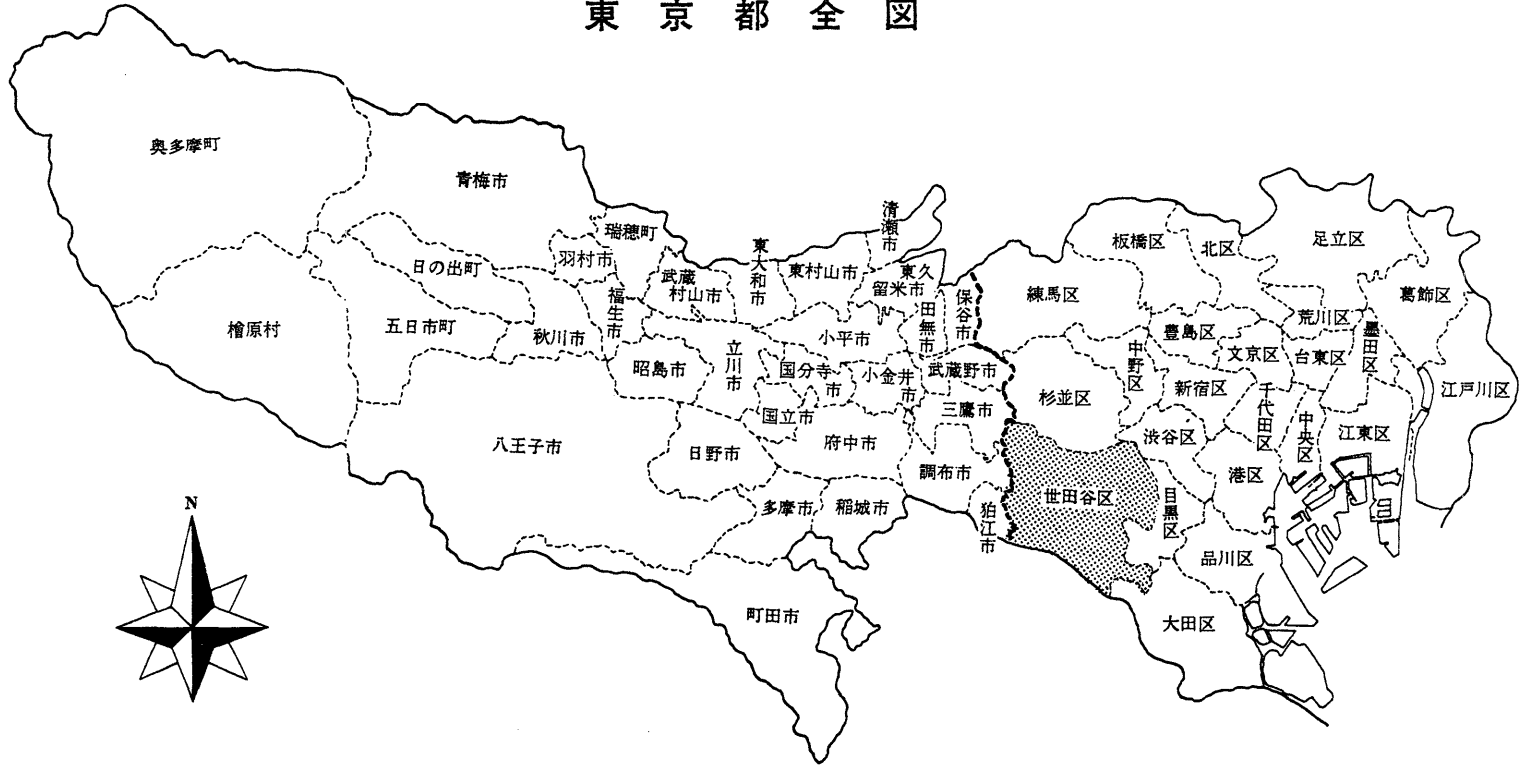 東京都全図
奥多摩町
青梅市
瑞穂町
羽村市
日の出町
檜原村
五日市町
秋川市
福生市
武蔵
村山市
東大和市
東村山市
清瀬市
東久
留米市
田無市
保谷市
昭島市
立川市
小平市
国分寺
市
小金井
市
武蔵野市
三鷹市
国立市
府中市
調布市
狛江市
八王子市
日野市
多摩市
稲城市
町田市
練馬区
板橋区
北区
足立区
葛飾区
荒川区
豊島区
文京区
台東区
墨田区
江戸川区
中野区
杉並区
新宿区
千代田区
中央区
江東区
渋谷区
港区
世田谷区
目黒区
品川区
大田区
N